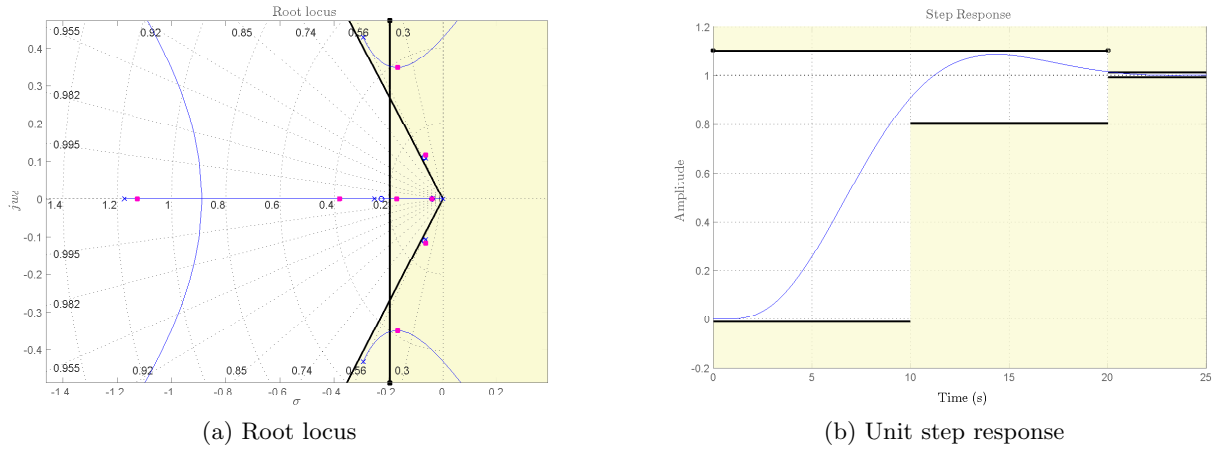 Root locus
0.955 0.92 0.85 0.74 0.56 0.3
0.4
0.982
0.3
0.2
0.995
0.1
0
1.4 1.2 1 0.8 0.6 0.4 0.2
-0.1
0.995
-0.2
0.982
-0.3
-0.4
0.955 0.92 0.85 0.74 0.56 0.3
-1.4 -1.2 -1 -0.8 -0.6 -0.4 -0.2 0 0.2
σ
jw
(a) Root locus
Step Response
1.2
1
0.8
0.6
0.4
0.2
0
-0.2
0 5 10 15 20 25
Amplitude
Time (s)
(b) Unit step response